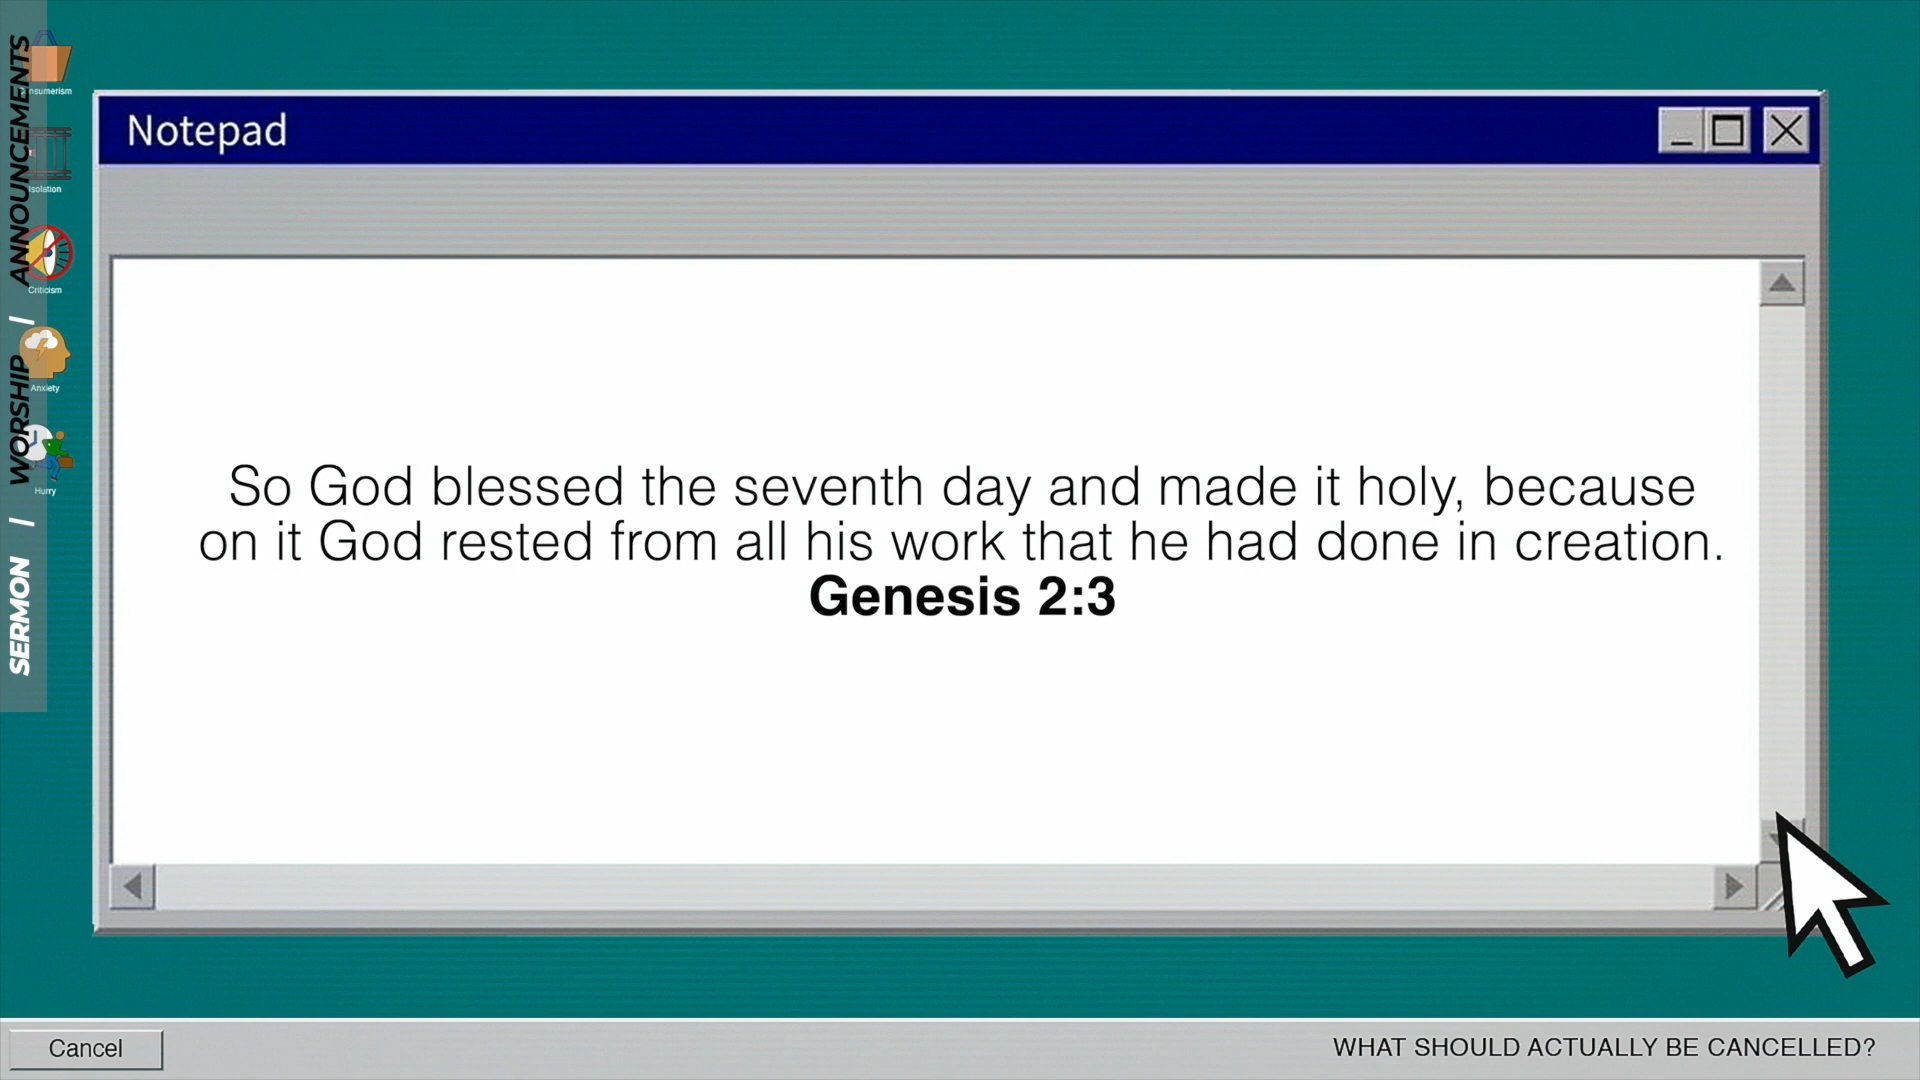 ANNOUNCEMENTS
WORSHIP
SERMON
Isolation
Criticism
Anxiety
Hurry
Notepad
So God blessed the seventh day and made it holy, because
on it God rested from all his work that he had done in creation.
Genesis 2:3
Cancel
WHAT SHOULD ACTUALLY BE CANCELLED?